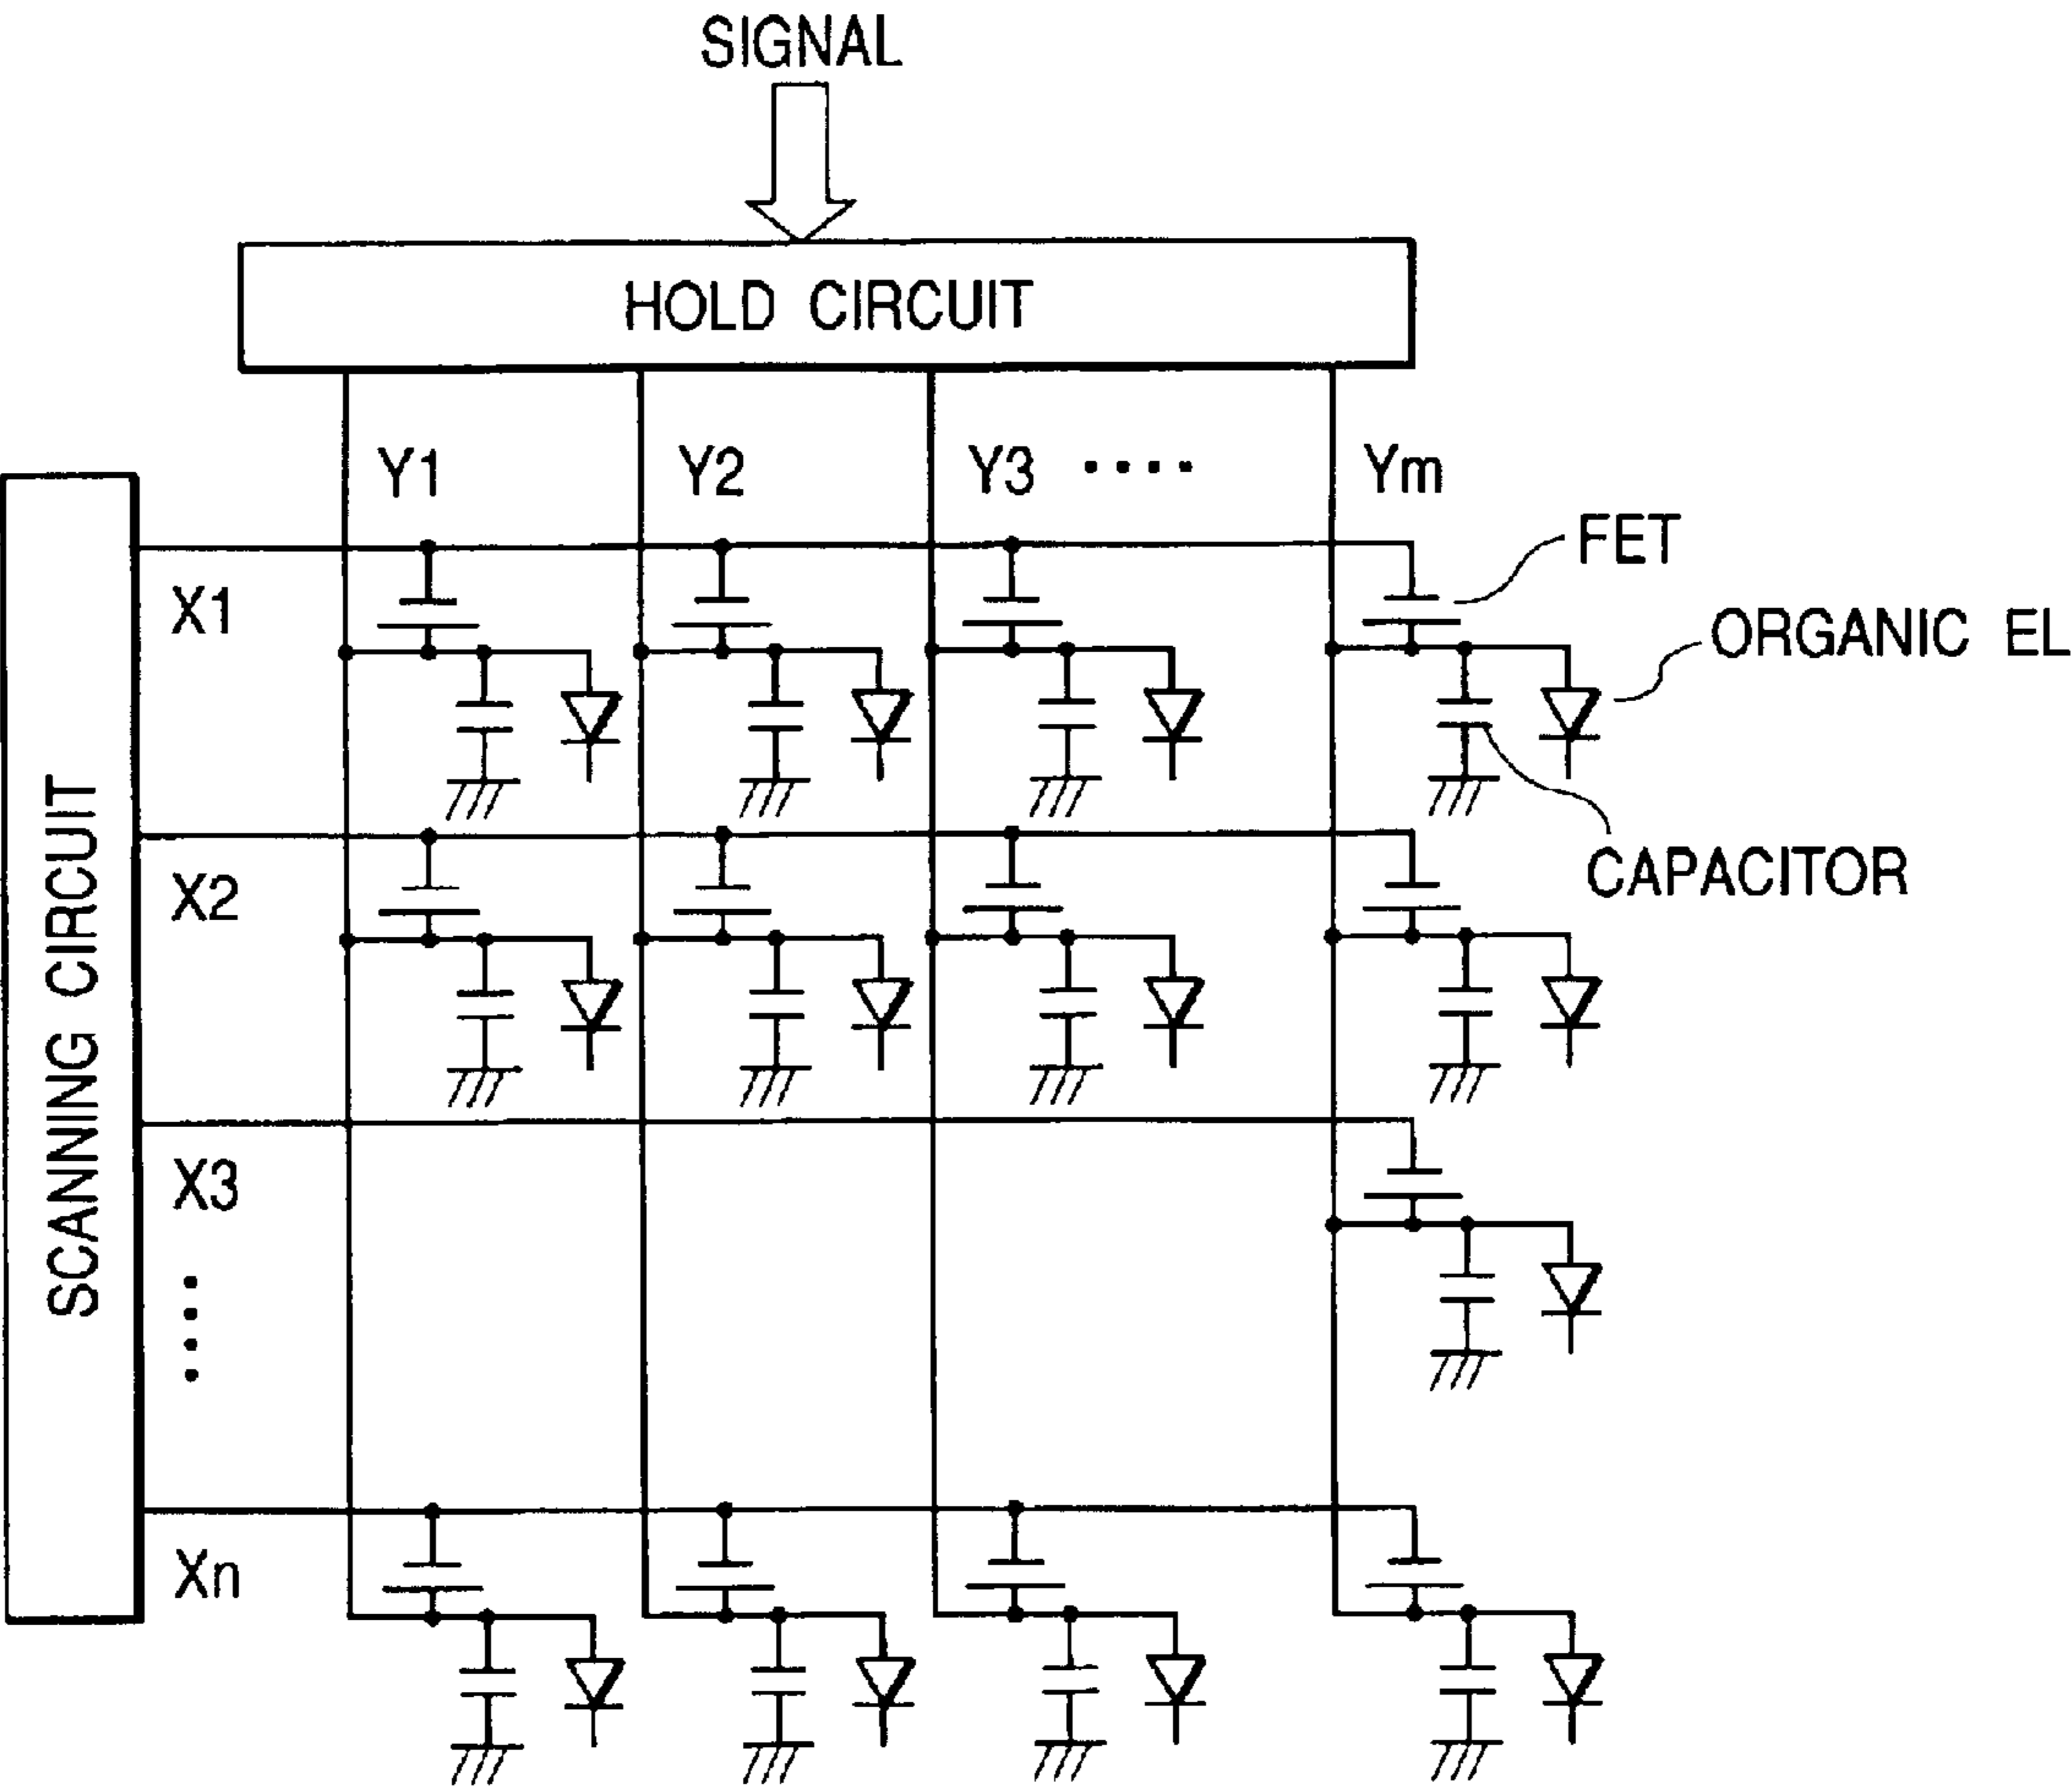 SIGNAL
HOLD CIRCUIT
Y1 Y2 Y3 .... Ym
FET
X1
ORGANIC EL
CAPACITOR
X2
SCANNING CIRCUIT
X3
Xn